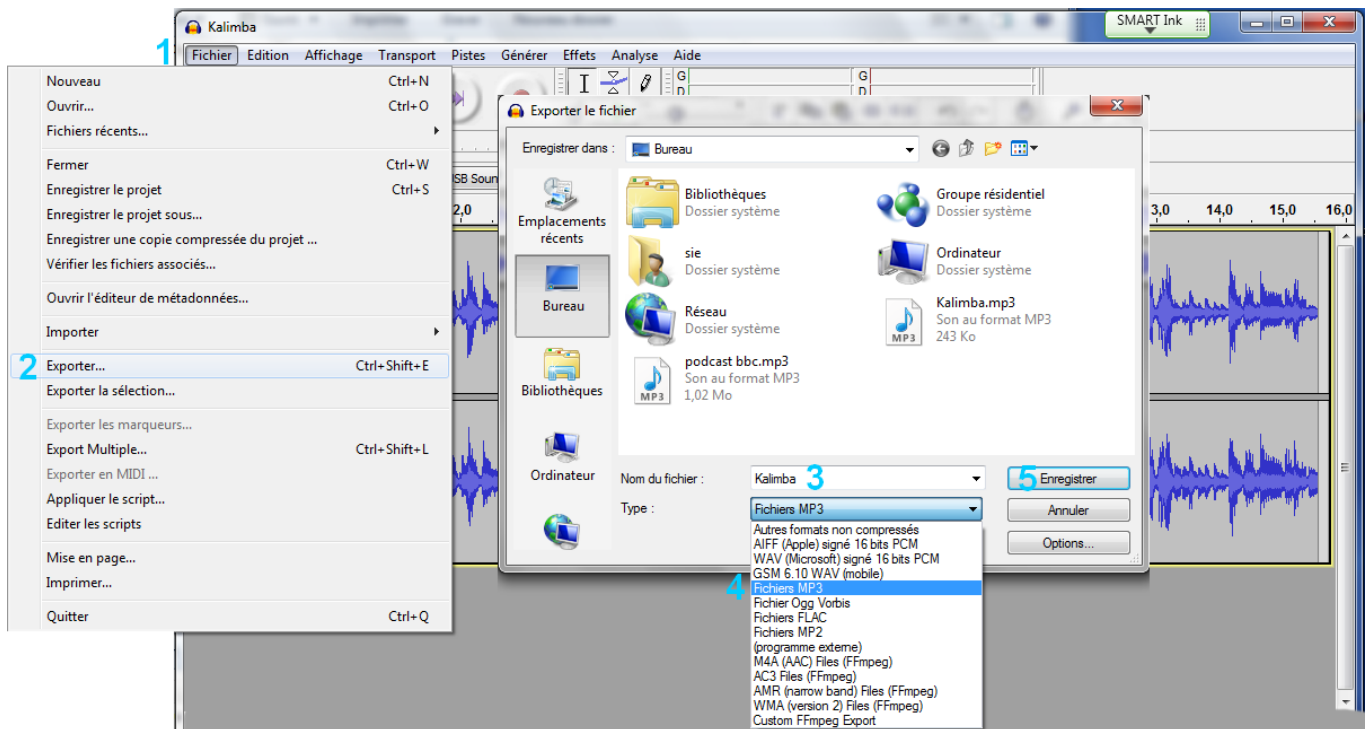 Kalimba
SMART Ink
1
Fichier Edition Affichage Transport Pistes Générer Effets Analyse Aide
Nouveau Ctrl+N
Ouvrir... Ctrl+O
Fichiers récents...
Fermer Ctrl+W
Enregistrer le projet Ctrl+S
Enregistrer le projet sous...
Enregistrer une copie compressée du projet ...
Vérifier les fichiers associés...
Ouvrir l'éditeur de métadonnées...
Importer
2 Exporter... Ctrl+Shift+E
Exporter la sélection...
Exporter les marqueurs...
Export Multiple... Ctrl+Shift+L
Exporter en MIDI ...
Appliquer le script...
Editer les scripts
Mise en page...
Imprimer...
Quitter Ctrl+Q
G G
D D
SB Soun
2,0 3,0 14,0 15,0 16,0
Exporter le fichier
Enregistrer dans : Bureau
Emplacements
récents
Bureau
Bibliothèques
Ordinateur
Bibliothèques
Dossier système
Groupe résidentiel
Dossier système
sie
Dossier système
Ordinateur
Dossier système
Réseau
Dossier système
Kalimba.mp3
Son au format MP3
243 Ko
MP3
podcast bbc.mp3
Son au format MP3
1,02 Mo
MP3
Nom du fichier : Kalimba 3 5 Enregistrer
Type : Fichiers MP3 Annuler
Options...
Autres formats non compressés
AIFF (Apple) signé 16 bits PCM
WAV (Microsoft) signé 16 bits PCM
GSM 6.10 WAV (mobile)
4 Fichiers MP3
Fichier Ogg Vorbis
Fichiers FLAC
Fichiers MP2
(programme externe)
M4A (AAC) Files (FFmpeg)
AC3 Files (FFmpeg)
AMR (narrow band) Files (FFmpeg)
WMA (version 2) Files (FFmpeg)
Custom FFmpeg Export